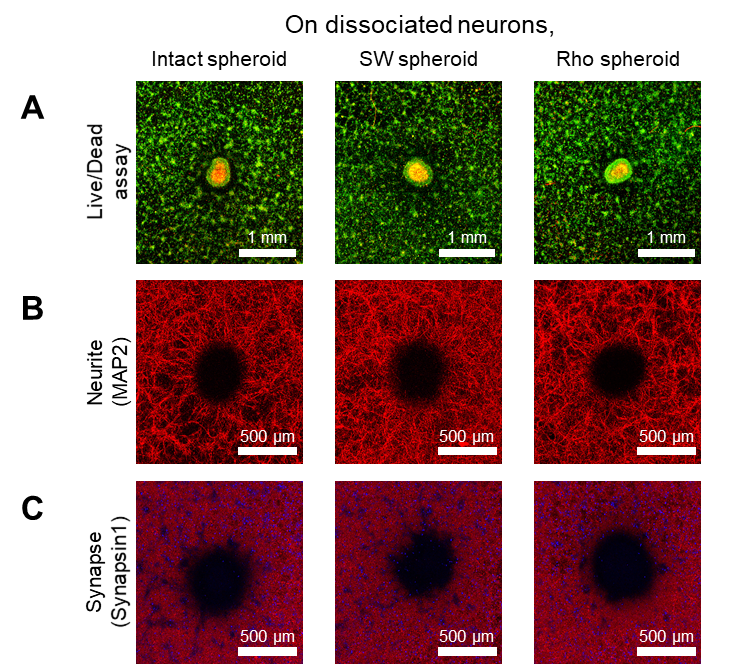 On dissociated neurons,
Intact spheroid
SW spheroid
Rho spheroid
A
Live/Dead
assay
1 mm
1 mm
1 mm
B
Neurite
(MAP2)
500 µm
500 µm
500 µm
C
Synapse
(Synapsin1)
500 µm
500 µm
500 µm